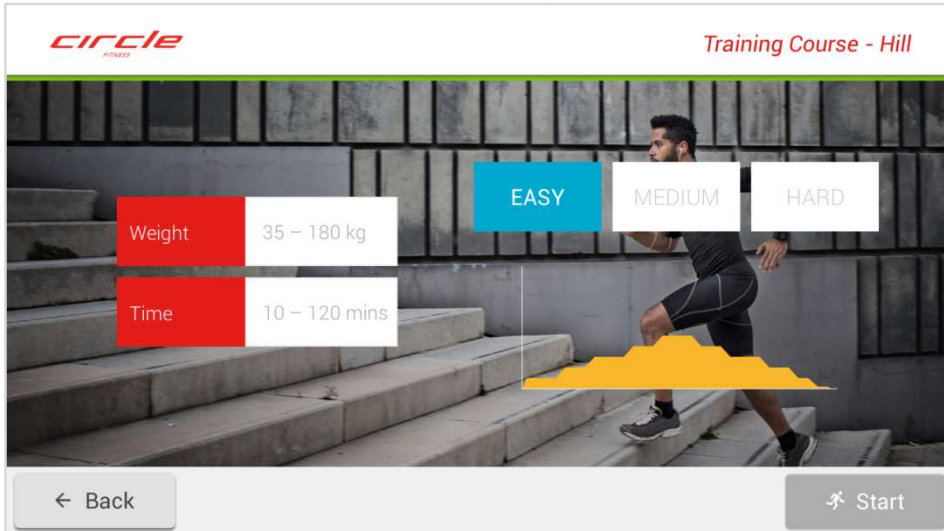 circle
FITNESS
Training Course - Hill
EASY
MEDIUM
HARD
Weight
35 – 180 kg
Time
10 – 120 mins
← Back
Start